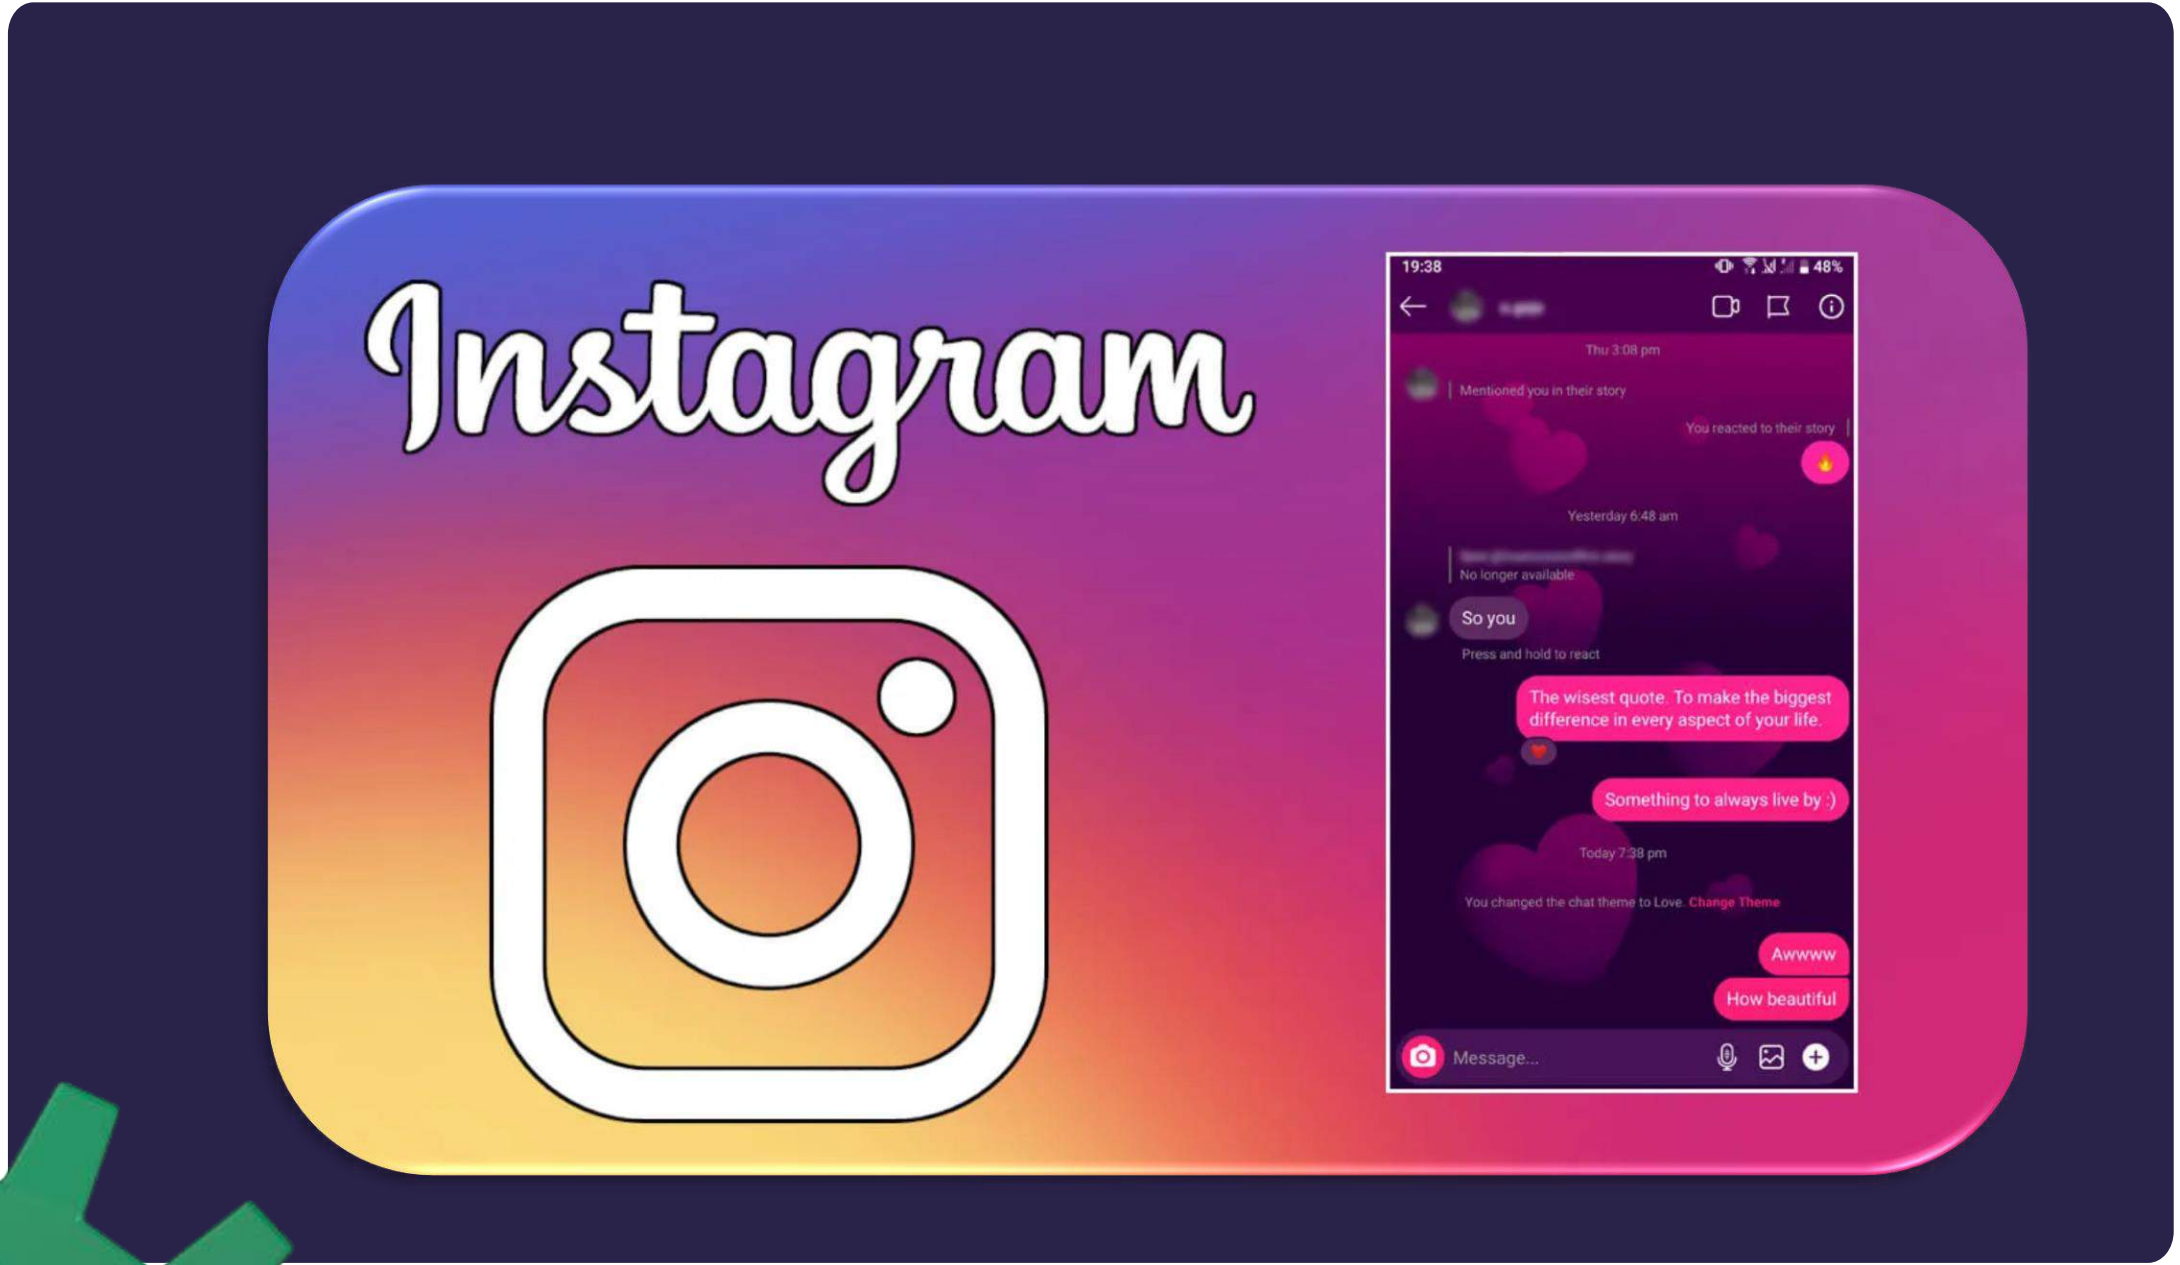 Instagram
19:38
48%
Thu 3:08 pm
Mentioned you in their story
You reacted to their story
Yesterday 6:48 am
No longer available
So you
Press and hold to react
The wisest quote. To make the biggest
difference in every aspect of your life.
Something to always live by :)
Today 7:38 pm
You changed the chat theme to Love. Change Theme
Awwww
How beautiful
Message...